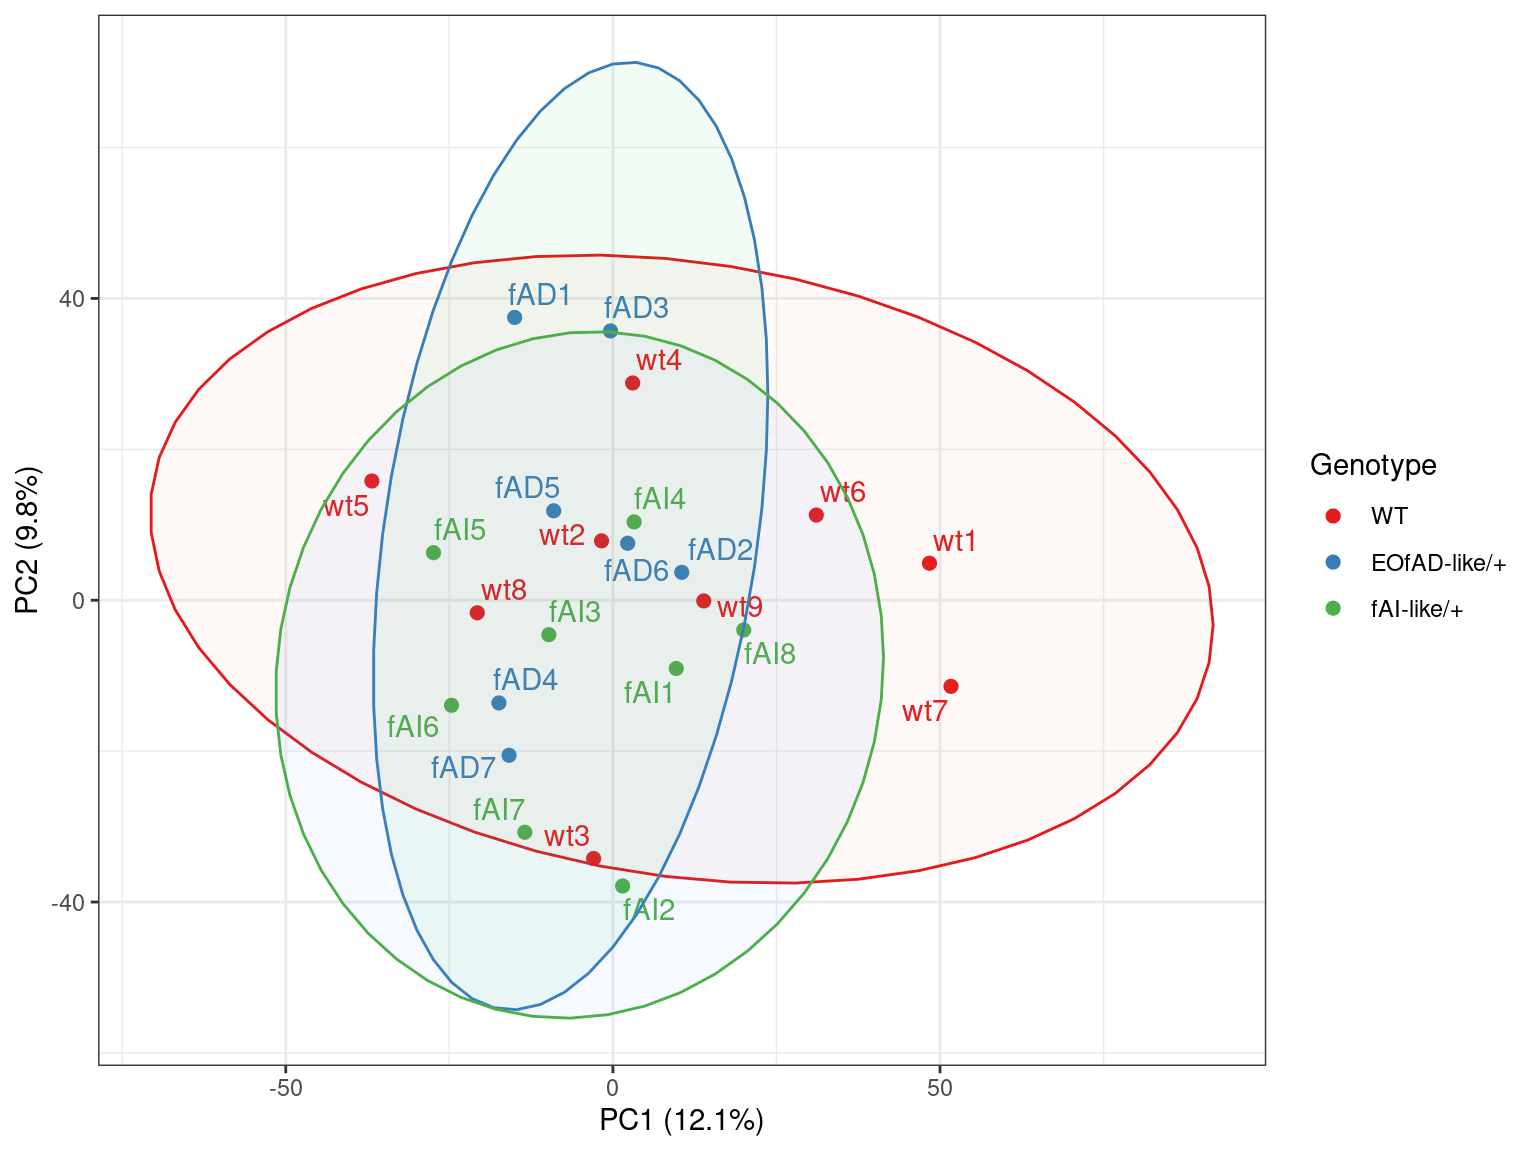 fAD1
fAD3
wt4
wt5
fAD5
fAI4
wt6
fAI5
wt2
fAD6
fAD2
wt1
wt8
fAI3
wt9
fAI8
fAD4
fAI1
wt7
fAI6
fAD7
fAI7
wt3
fAI2
40
0
-40
-50
0
50
PC1 (12.1%)
PC2 (9.8%)
Genotype
WT
EOfAD-like/+
fAI-like/+